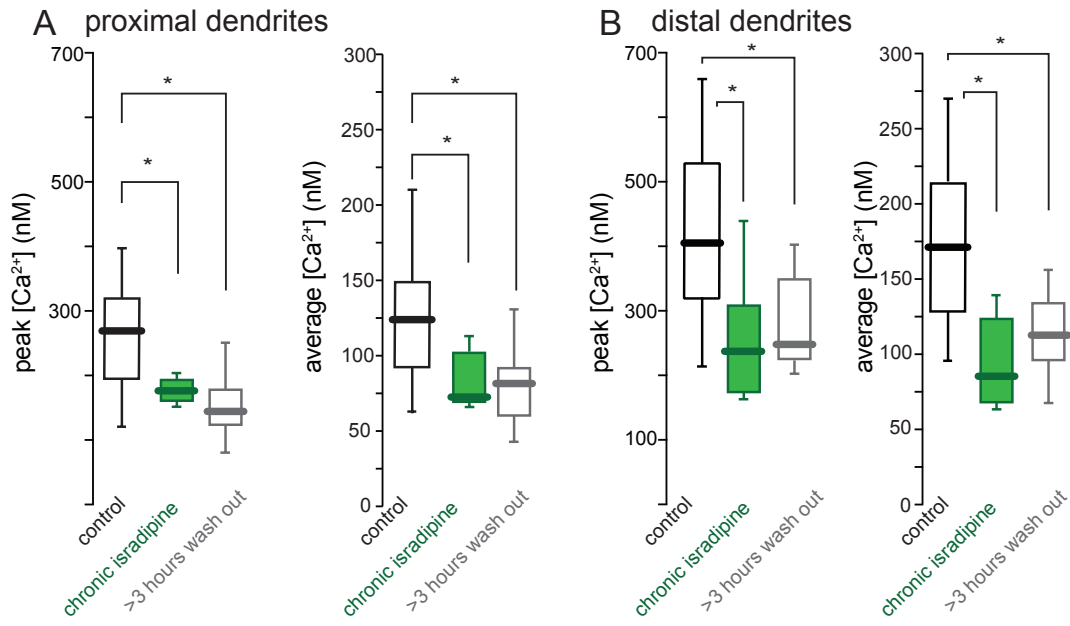 A proximal dendrites
700
500
300
peak [Ca²⁺] (nM)
*
*
control
chronic isradipine
>3 hours wash out
300
250
200
150
100
50
0
average [Ca²⁺] (nM)
*
*
control
chronic isradipine
>3 hours wash out
B distal dendrites
700
500
300
100
peak [Ca²⁺] (nM)
*
*
control
chronic isradipine
>3 hours wash out
300
250
200
150
100
50
0
average [Ca²⁺] (nM)
*
*
control
chronic isradipine
>3 hours wash out